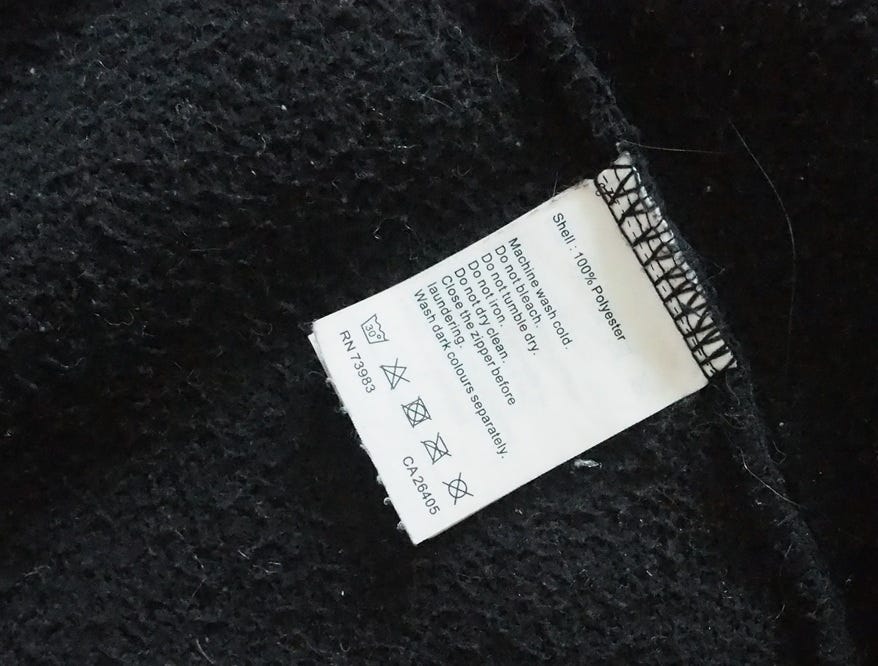 Shell : 100% Polyester
Machine wash cold.
Do not bleach.
Do not tumble dry.
Do not iron.
Do not dry clean.
Close the zipper before
laundering.
Wash dark colours separately.
30°
RN 73983
CA 26405